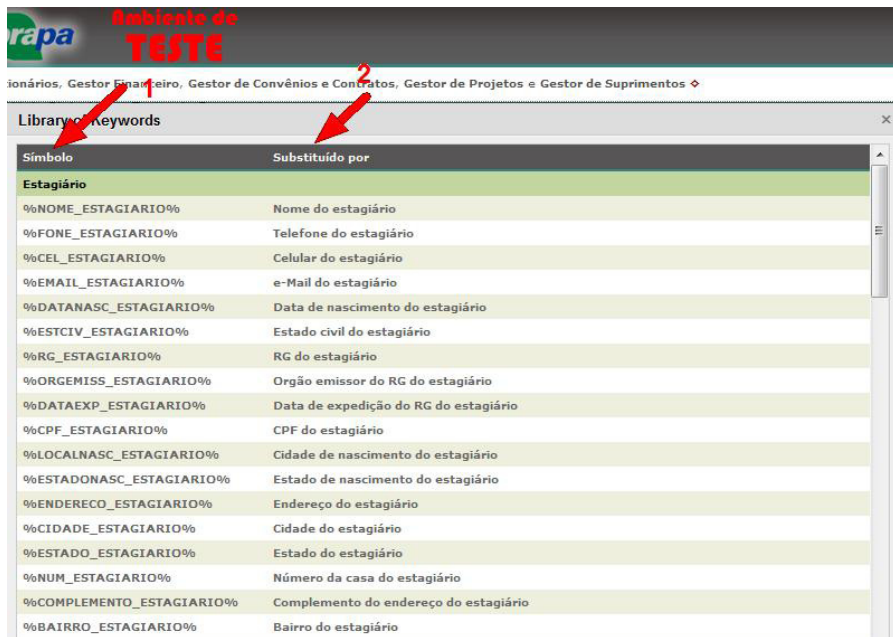 Ambiente de
TESTE
rapa
ionários, Gestor Financeiro, Gestor de Convênios e Contratos, Gestor de Projetos e Gestor de Suprimentos
1
2
Library of Keywords
Símbolo Substituído por
Estagiário
%NOME_ESTAGIARIO% Nome do estagiário
%FONE_ESTAGIARIO% Telefone do estagiário
%CEL_ESTAGIARIO% Celular do estagiário
%EMAIL_ESTAGIARIO% e-Mail do estagiário
%DATANASC_ESTAGIARIO% Data de nascimento do estagiário
%ESTCIV_ESTAGIARIO% Estado civil do estagiário
%RG_ESTAGIARIO% RG do estagiário
%ORGEMISS_ESTAGIARIO% Orgão emissor do RG do estagiário
%DATAEXP_ESTAGIARIO% Data de expedição do RG do estagiário
%CPF_ESTAGIARIO% CPF do estagiário
%LOCALNASC_ESTAGIARIO% Cidade de nascimento do estagiário
%ESTADONASC_ESTAGIARIO% Estado de nascimento do estagiário
%ENDERECO_ESTAGIARIO% Endereço do estagiário
%CIDADE_ESTAGIARIO% Cidade do estagiário
%ESTADO_ESTAGIARIO% Estado do estagiário
%NUM_ESTAGIARIO% Número da casa do estagiário
%COMPLEMENTO_ESTAGIARIO% Complemento do endereço do estagiário
%BAIRRO_ESTAGIARIO% Bairro do estagiário